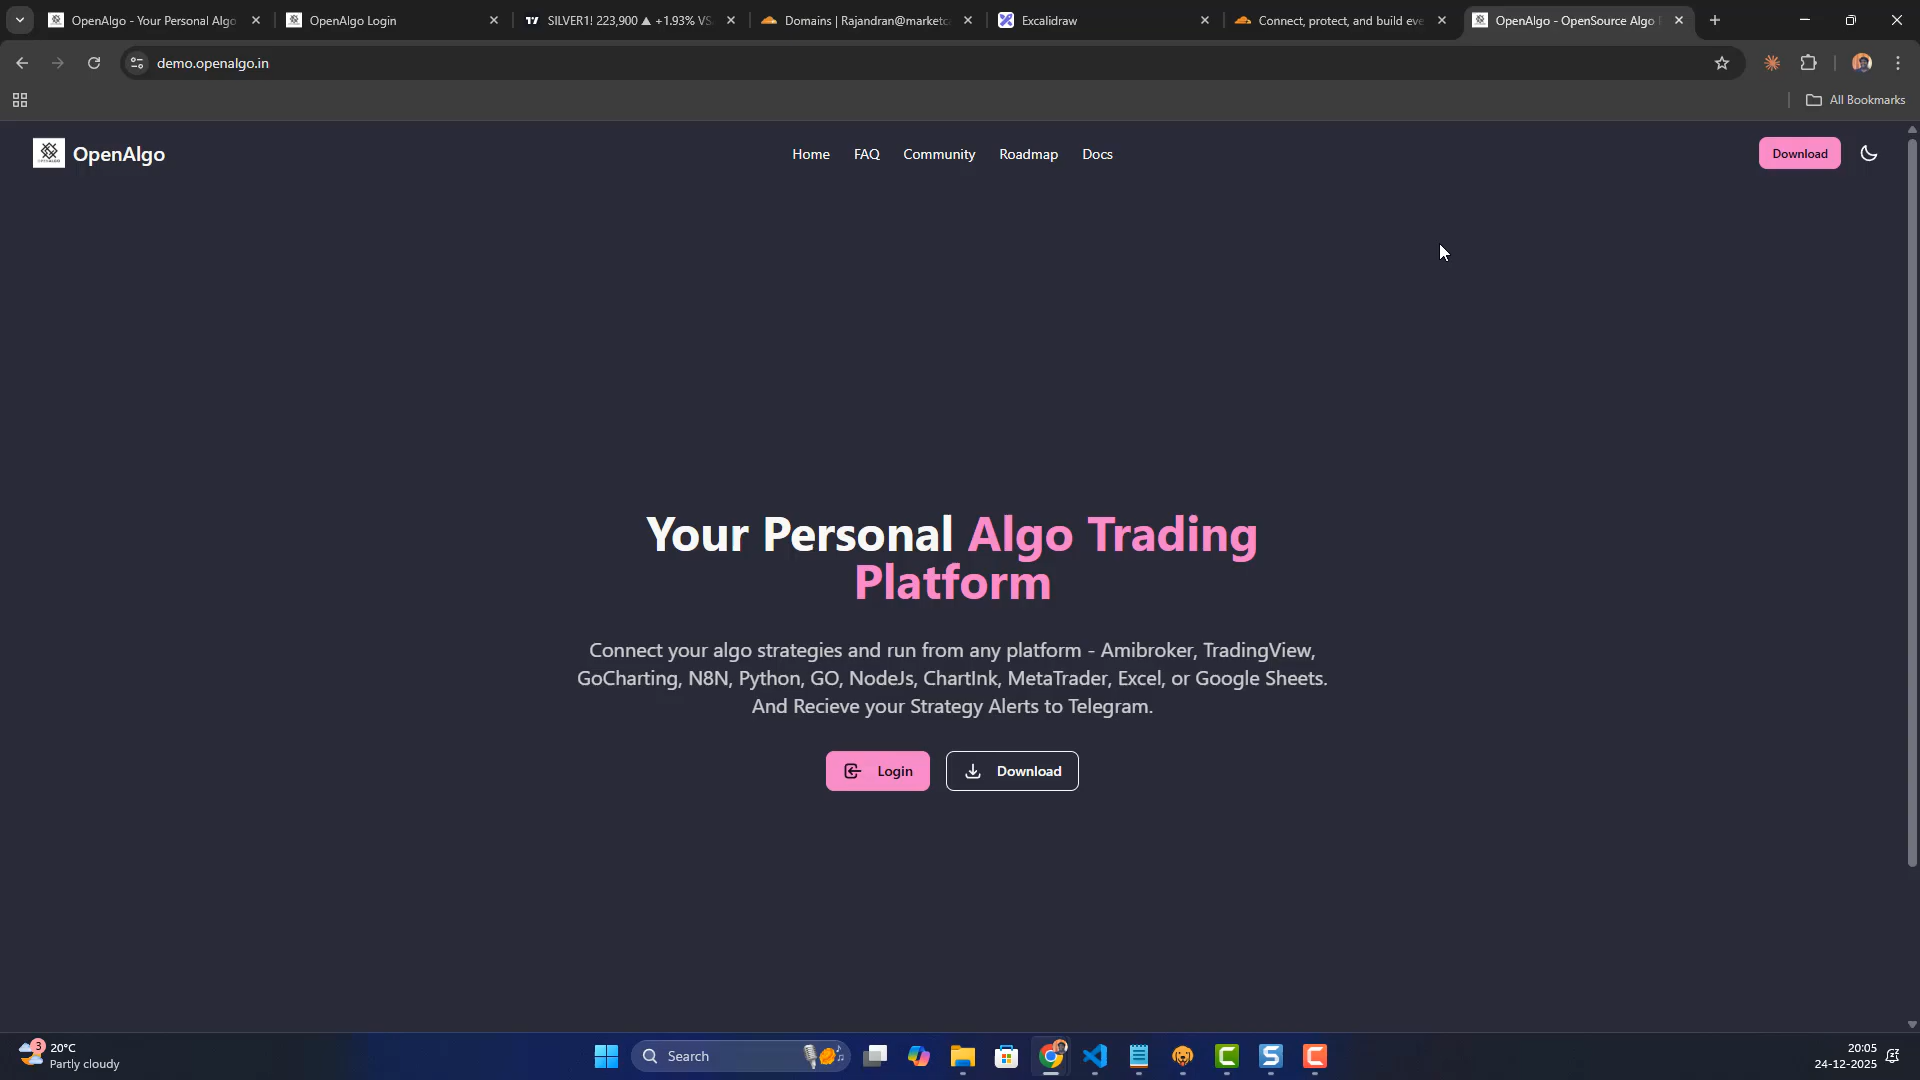 OpenAlgo - Your Personal Algo
OpenAlgo Login
SILVER1! 223,900 ▲ +1.93% VS
Domains | Rajandran@marketc
Excalidraw
Connect, protect, and build eve
OpenAlgo - OpenSource Algo
demo.openalgo.in
All Bookmarks
OpenAlgo
Home
FAQ
Community
Roadmap
Docs
Download
Your Personal Algo Trading
Platform
Connect your algo strategies and run from any platform - Amibroker, TradingView,
GoCharting, N8N, Python, GO, NodeJs, ChartInk, MetaTrader, Excel, or Google Sheets.
And Recieve your Strategy Alerts to Telegram.
Login
Download
3
20°C
Partly cloudy
Search
20:05
24-12-2025